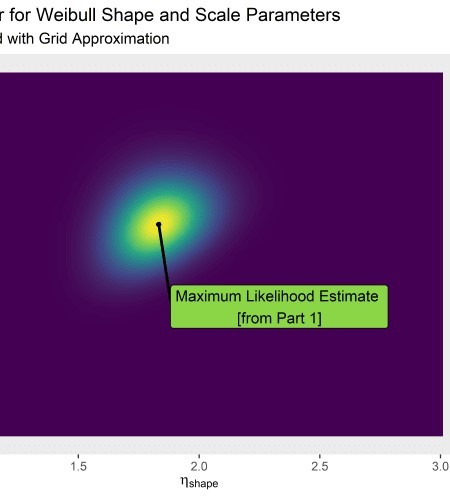 r for Weibull Shape and Scale Parameters
d with Grid Approximation
Maximum Likelihood Estimate
[from Part 1]
1.5 2.0 2.5 3.0
ηshape